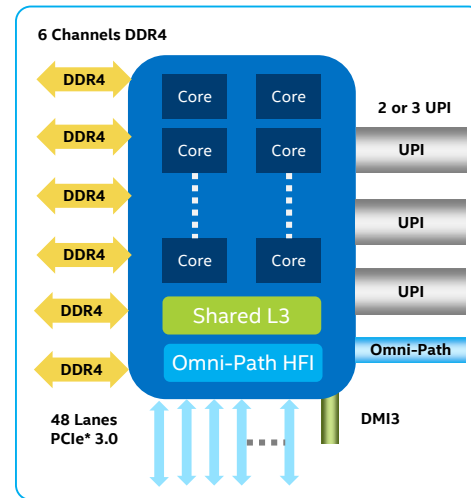 6 Channels DDR4
DDR4
Core
Core
2 or 3 UPI
DDR4
Core
Core
UPI
DDR4
UPI
DDR4
Core
Core
UPI
DDR4
Shared L3
Omni-Path
DDR4
Omni-Path HFI
48 Lanes
PCIe* 3.0
DMI3